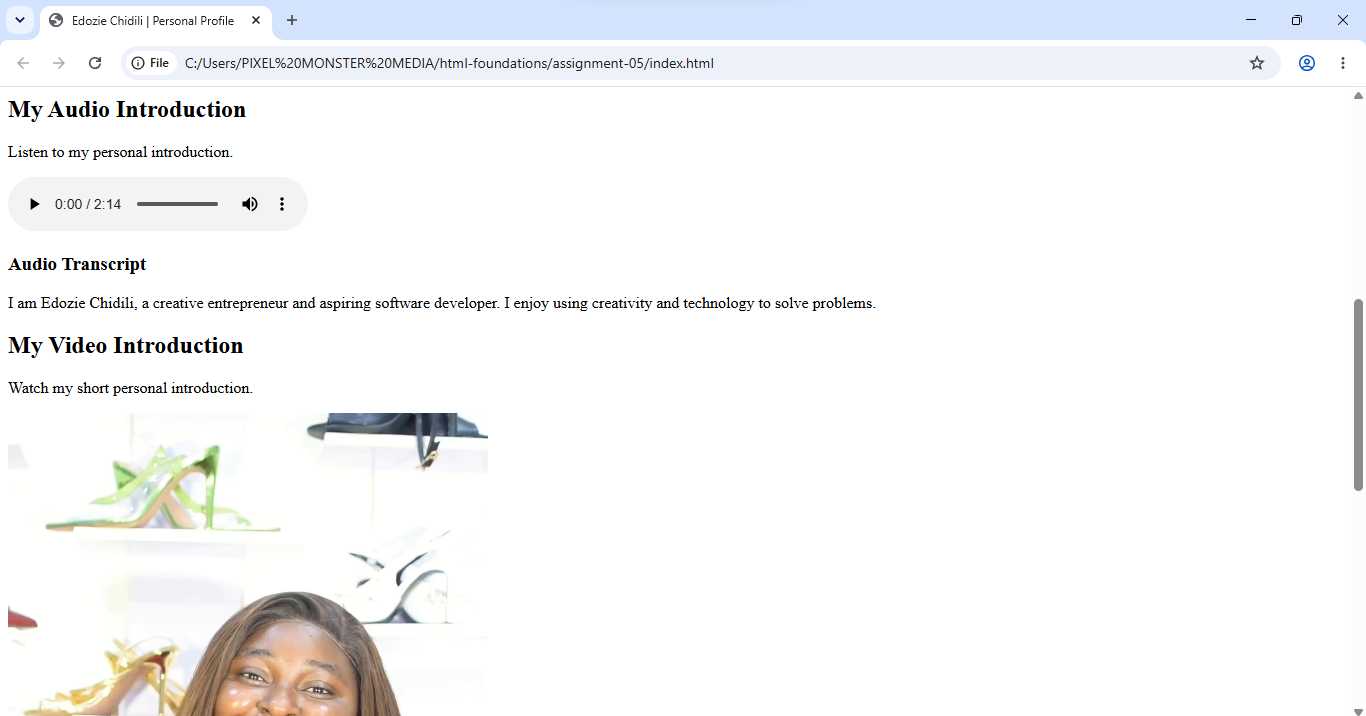 Edozie Chidili | Personal Profile
File
C:/Users/PIXEL%20MONSTER%20MEDIA/html-foundations/assignment-05/index.html
My Audio Introduction
Listen to my personal introduction.
0:00 / 2:14
Audio Transcript
I am Edozie Chidili, a creative entrepreneur and aspiring software developer. I enjoy using creativity and technology to solve problems.
My Video Introduction
Watch my short personal introduction.